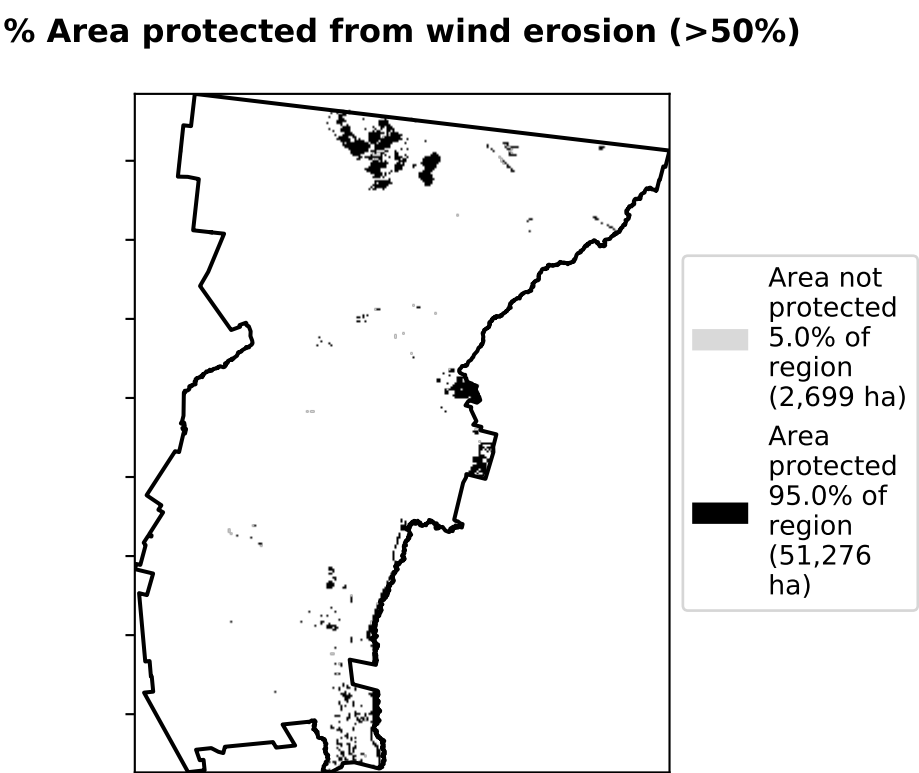 % Area protected from wind erosion (>50%)
Area not
protected
5.0% of
region
(2,699 ha)
Area
protected
95.0% of
region
(51,276
ha)